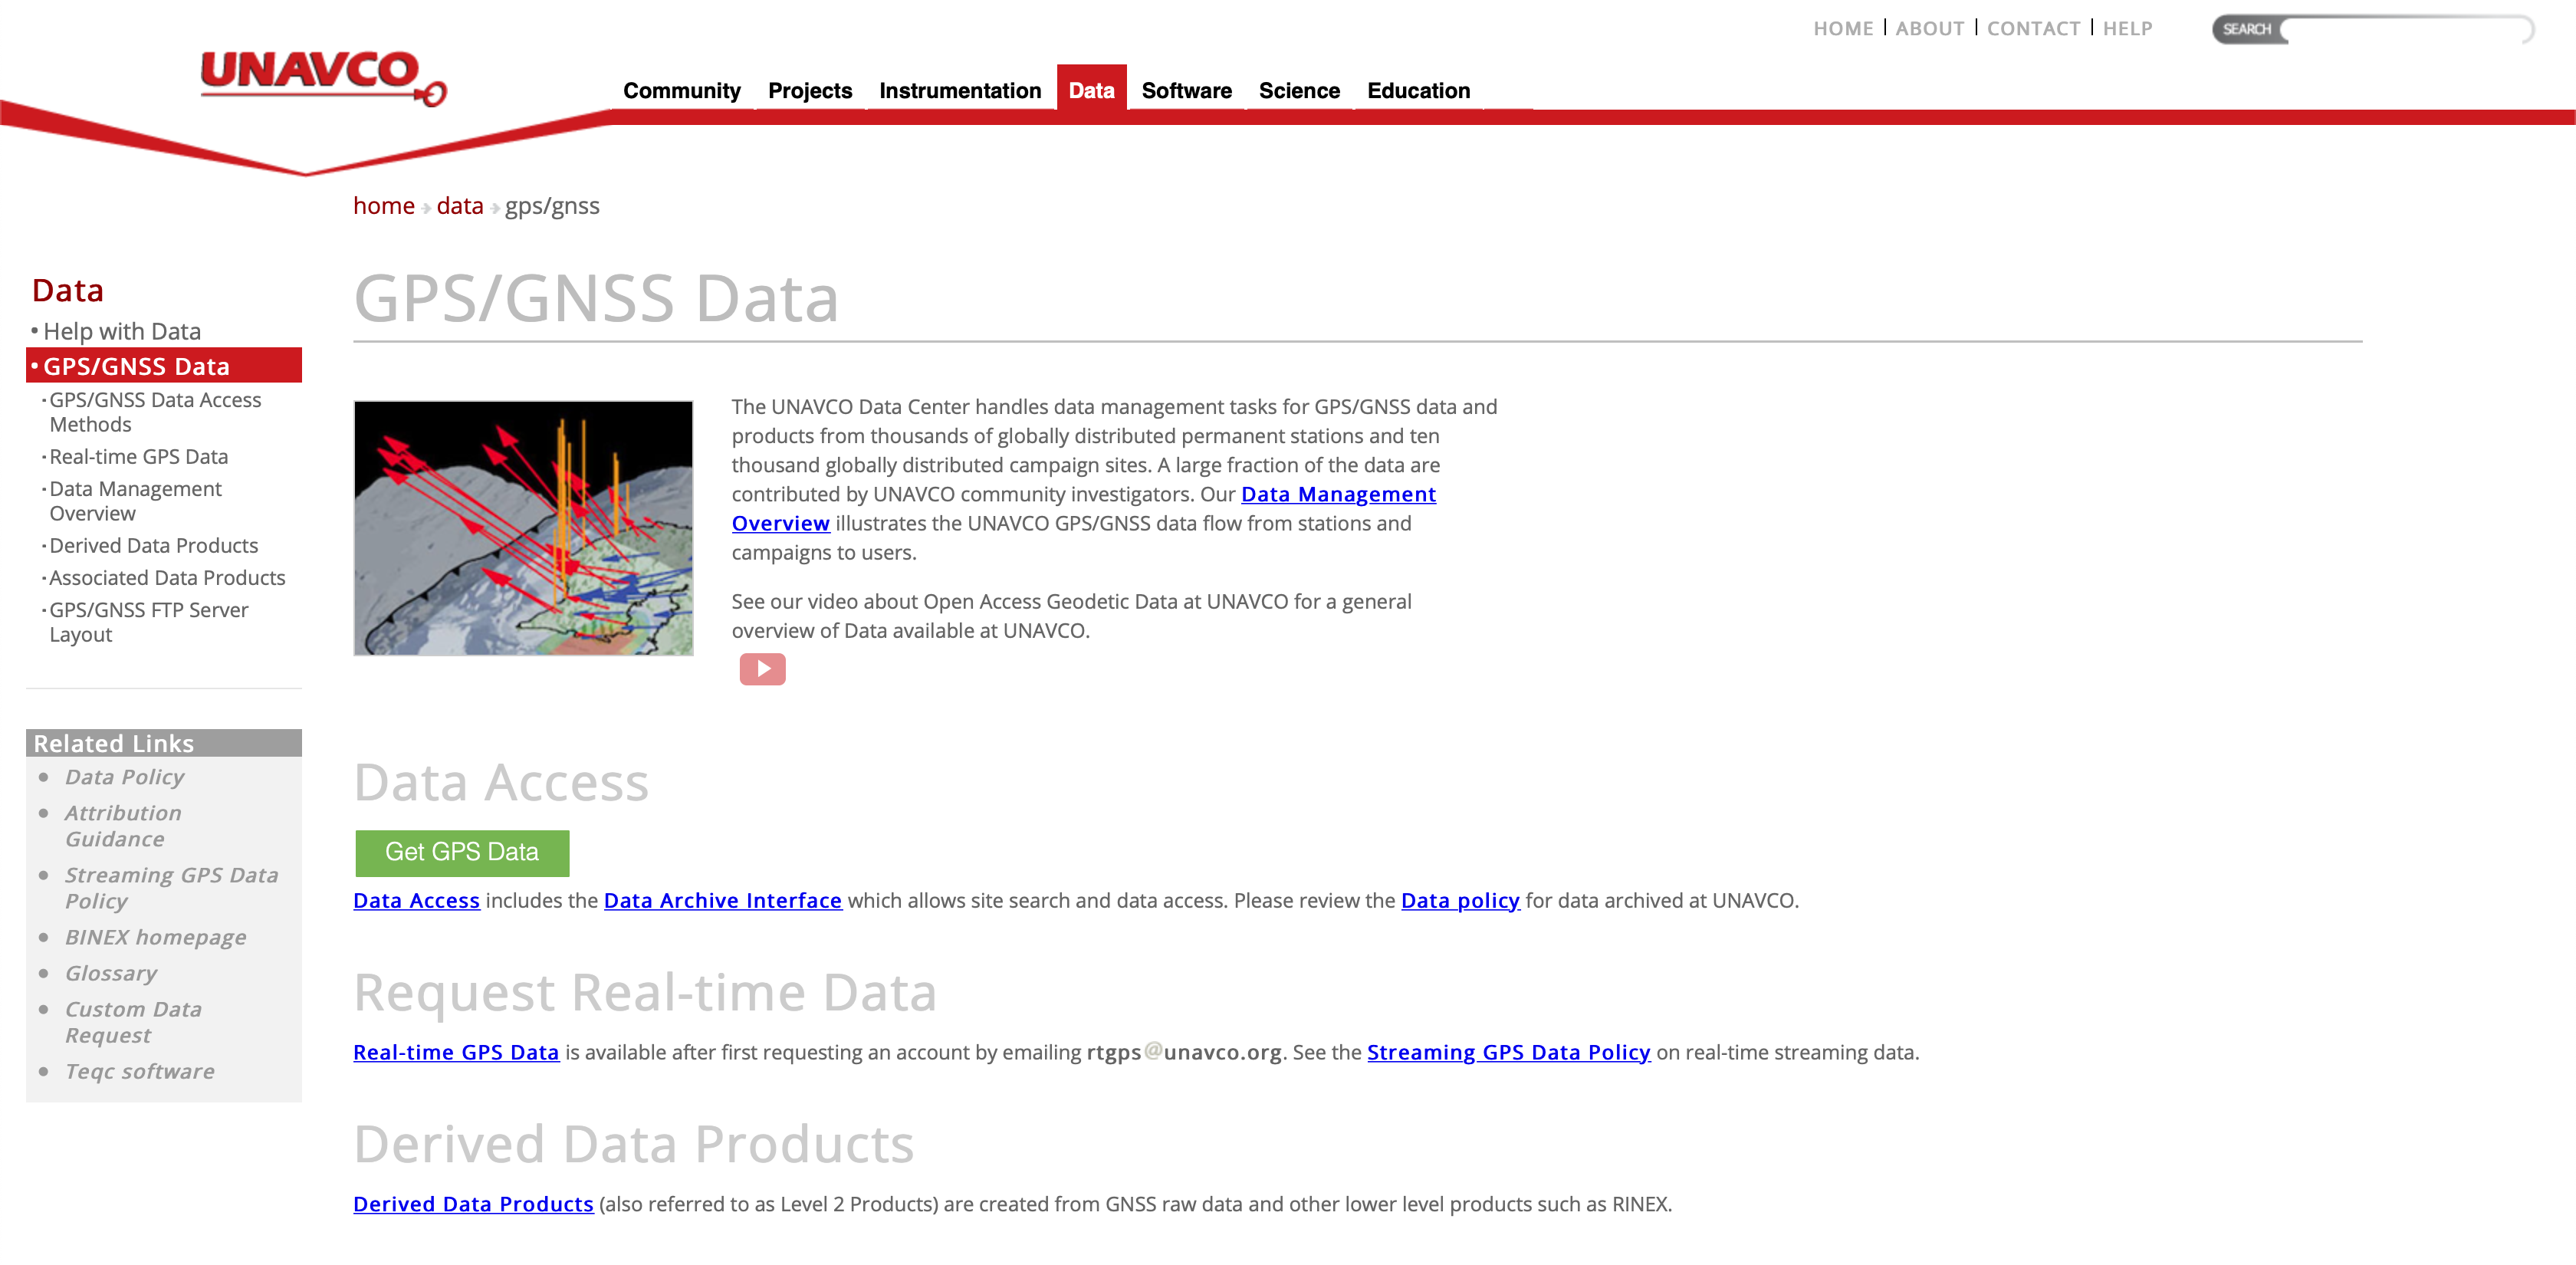 HOME | ABOUT | CONTACT | HELP
SEARCH
UNAVCO
Community Projects Instrumentation Data Software Science Education
home data gps/gnss
Data
• Help with Data
• GPS/GNSS Data
· GPS/GNSS Data Access
Methods
· Real-time GPS Data
· Data Management
Overview
· Derived Data Products
· Associated Data Products
· GPS/GNSS FTP Server
Layout
Related Links
• Data Policy
• Attribution
Guidance
• Streaming GPS Data
Policy
• BINEX homepage
• Glossary
• Custom Data
Request
• Teqc software
GPS/GNSS Data
The UNAVCO Data Center handles data management tasks for GPS/GNSS data and
products from thousands of globally distributed permanent stations and ten
thousand globally distributed campaign sites. A large fraction of the data are
contributed by UNAVCO community investigators. Our Data Management
Overview illustrates the UNAVCO GPS/GNSS data flow from stations and
campaigns to users.
See our video about Open Access Geodetic Data at UNAVCO for a general
overview of Data available at UNAVCO.
Data Access
Get GPS Data
Data Access includes the Data Archive Interface which allows site search and data access. Please review the Data policy for data archived at UNAVCO.
Request Real-time Data
Real-time GPS Data is available after first requesting an account by emailing rtgps@unavco.org. See the Streaming GPS Data Policy on real-time streaming data.
Derived Data Products
Derived Data Products (also referred to as Level 2 Products) are created from GNSS raw data and other lower level products such as RINEX.